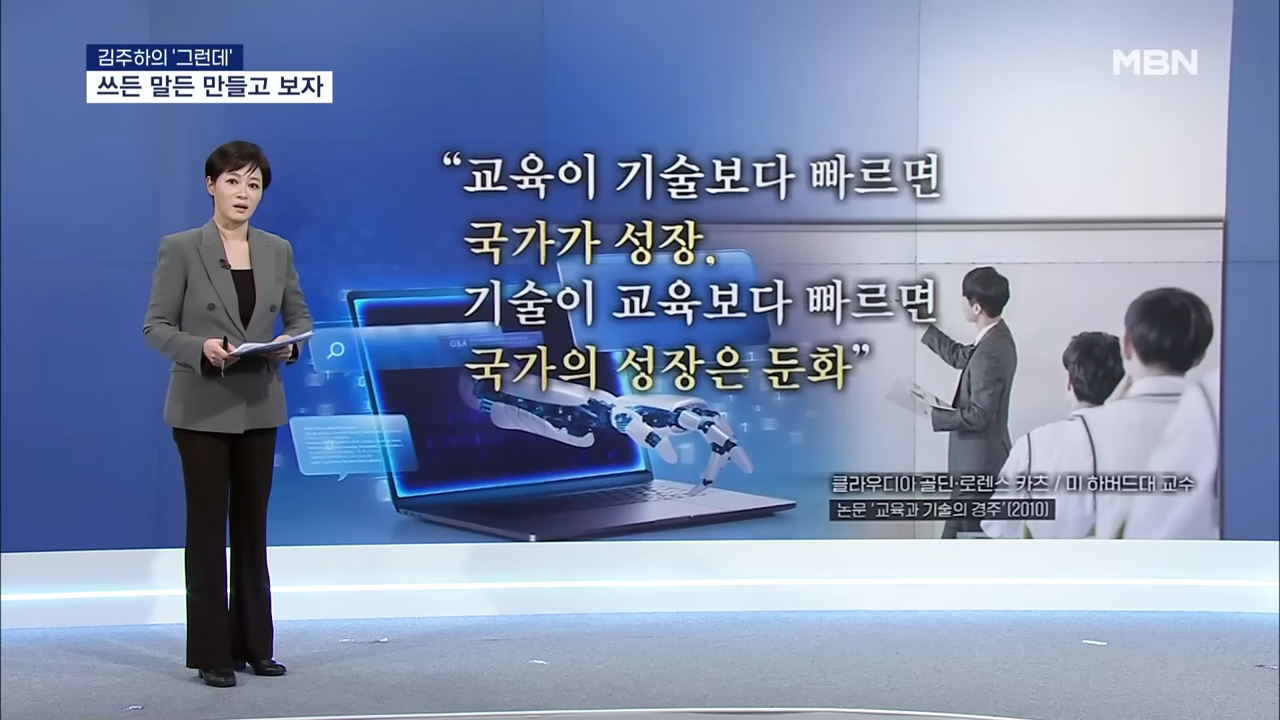 김주하의 '그런데'
쓰든 말든 만들고 보자
MBN
“교육이 기술보다 빠르면
국가가 성장,
기술이 교육보다 빠르면
국가의 성장은 둔화”
Q&A
클라우디아 골딘·로렌스 카츠 / 미 하버드대 교수
논문 ‘교육과 기술의 경주’(2010)